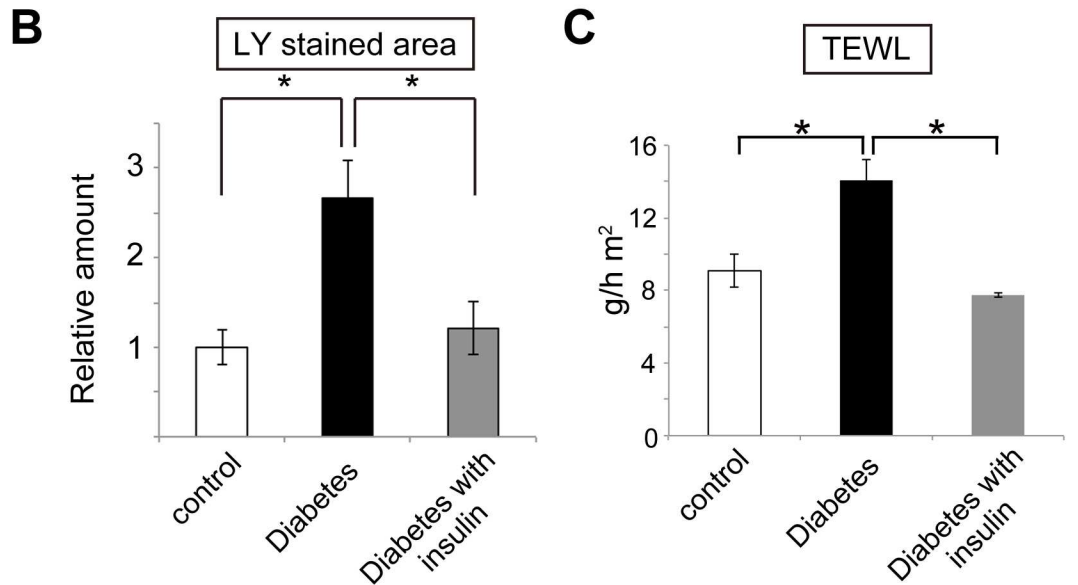 B
LY stained area
*
*
Relative amount
3
2
1
control
Diabetes
Diabetes with
insulin
C
TEWL
*
*
g/h m²
16
12
8
4
0
control
Diabetes
Diabetes with
insulin